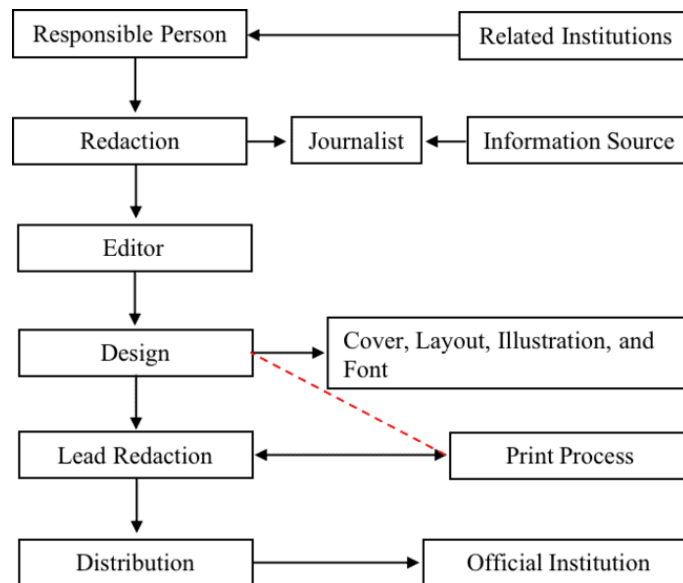 Responsible Person
Related Institutions
Redaction
Journalist
Information Source
Editor
Design
Cover, Layout, Illustration, and
Font
Lead Redaction
Print Process
Distribution
Official Institution